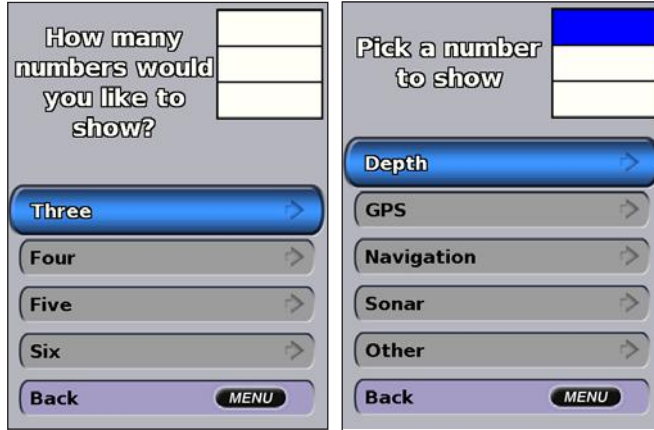 How many
numbers would
you like to
show?
Three
Four
Five
Six
Back MENU
Pick a number
to show
Depth
GPS
Navigation
Sonar
Other
Back MENU